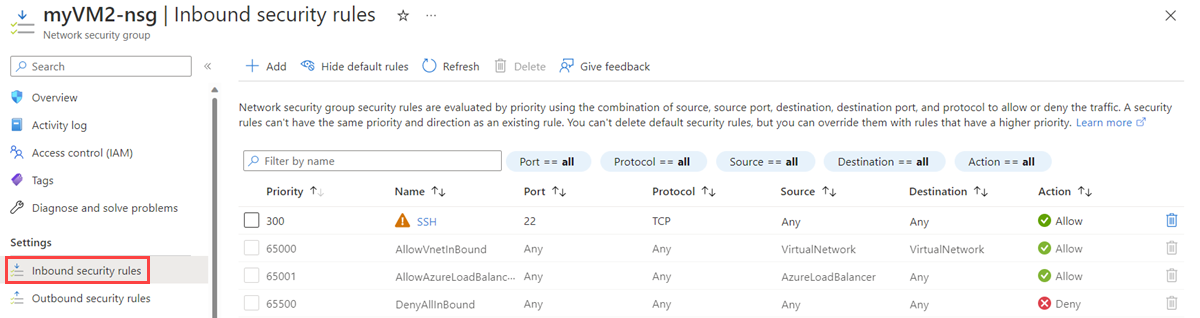 myVM2-nsg | Inbound security rules ☆ ...
Network security group
Search
Overview
Activity log
Access control (IAM)
Tags
Diagnose and solve problems
Settings
Inbound security rules
Outbound security rules
Add Hide default rules Refresh Delete Give feedback
Network security group security rules are evaluated by priority using the combination of source, source port, destination, destination port, and protocol to allow or deny the traffic. A security
rules can't have the same priority and direction as an existing rule. You can't delete default security rules, but you can override them with rules that have a higher priority. Learn more
Filter by name Port == all Protocol == all Source == all Destination == all Action == all
Priority ↑↓ Name ↑↓ Port ↑↓ Protocol ↑↓ Source ↑↓ Destination ↑↓ Action ↑↓
300 SSH 22 TCP Any Any Allow
65000 AllowVnetInBound Any Any VirtualNetwork VirtualNetwork Allow
65001 AllowAzureLoadBalanc... Any Any AzureLoadBalancer Any Allow
65500 DenyAllInBound Any Any Any Any Deny